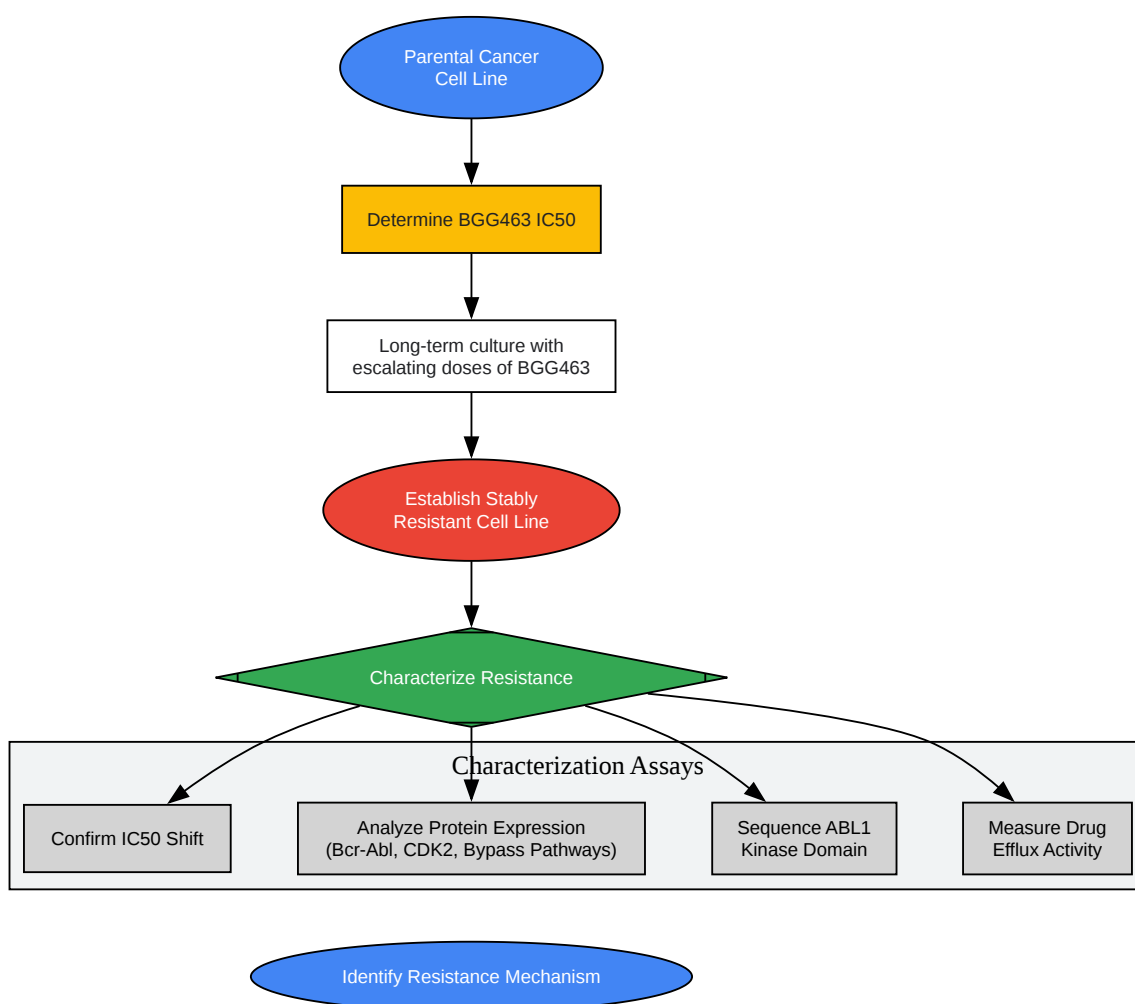 Parental Cancer
Cell Line
Determine BGG463 IC50
Long-term culture with
escalating doses of BGG463
Establish Stably
Resistant Cell Line
Characterize Resistance
Characterization Assays
Confirm IC50 Shift
Analyze Protein Expression
(Bcr-Abl, CDK2, Bypass Pathways)
Sequence ABL1
Kinase Domain
Measure Drug
Efflux Activity
Identify Resistance Mechanism